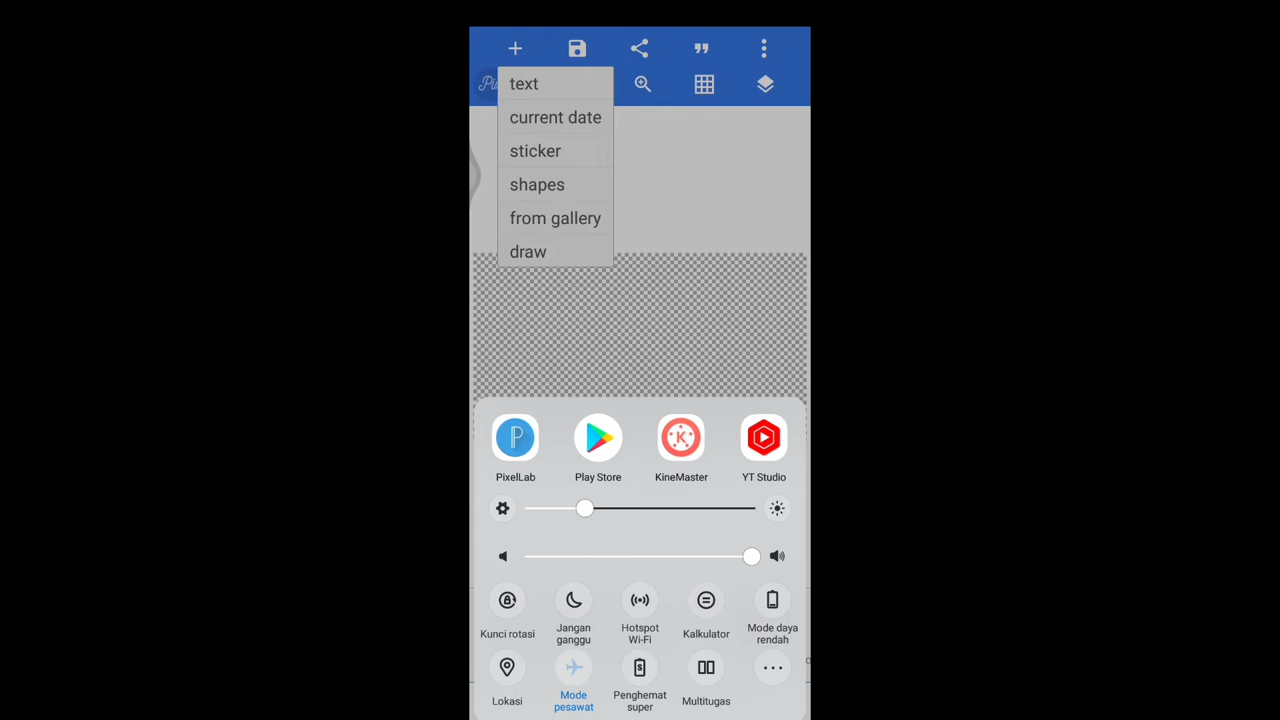 text
current date
sticker
shapes
from gallery
draw
PixelLab
Play Store
KineMaster
YT Studio
Kunci rotasi
Jangan
ganggu
Hotspot
Wi-Fi
Kalkulator
Mode daya
rendah
Lokasi
Mode
pesawat
Penghemat
super
Multitugas